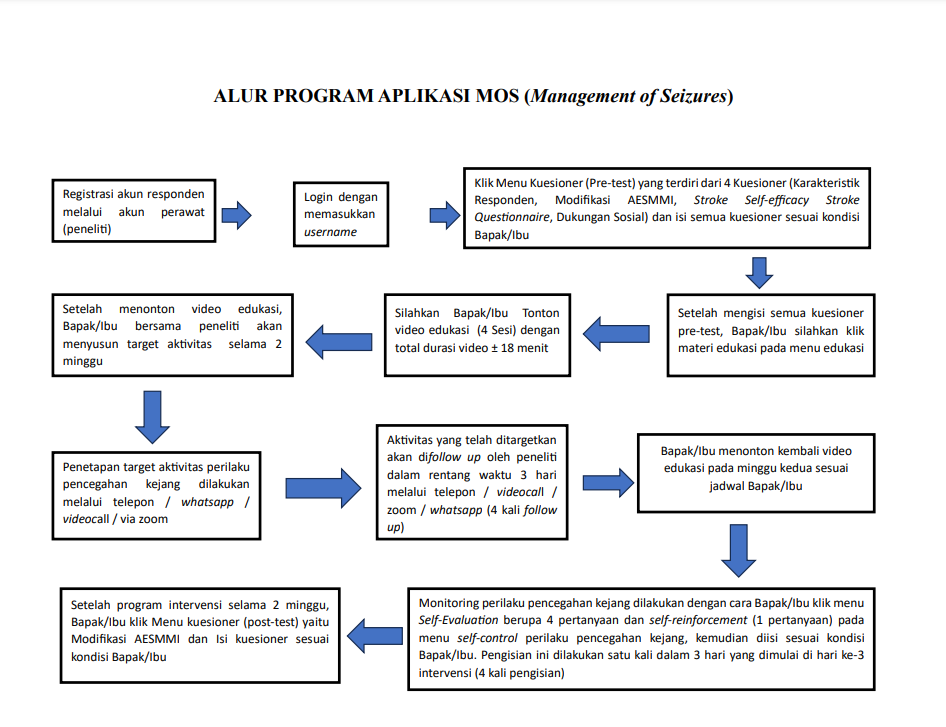 ALUR PROGRAM APLIKASI MOS (Management of Seizures)
Registrasi akun responden
melalui akun perawat
(peneliti)
Login dengan
memasukkan
username
Klik Menu Kuesioner (Pre-test) yang terdiri dari 4 Kuesioner (Karakteristik
Responden, Modifikasi AESMMI, Stroke Self-efficacy Stroke
Questionnaire, Dukungan Sosial) dan isi semua kuesioner sesuai kondisi
Bapak/Ibu
Setelah mengisi semua kuesioner
pre-test, Bapak/Ibu silahkan klik
materi edukasi pada menu edukasi
Silahkan Bapak/Ibu Tonton
video edukasi (4 Sesi) dengan
total durasi video ± 18 menit
Setelah menonton video edukasi,
Bapak/Ibu bersama peneliti akan
menyusun target aktivitas selama 2
minggu
Penetapan target aktivitas perilaku
pencegahan kejang dilakukan
melalui telepon / whatsapp /
videocall / via zoom
Aktivitas yang telah ditargetkan
akan difollow up oleh peneliti
dalam rentang waktu 3 hari
melalui telepon / videocall /
zoom / whatsapp (4 kali follow
up)
Bapak/Ibu menonton kembali video
edukasi pada minggu kedua sesuai
jadwal Bapak/Ibu
Monitoring perilaku pencegahan kejang dilakukan dengan cara Bapak/Ibu klik menu
Self-Evaluation berupa 4 pertanyaan dan self-reinforcement (1 pertanyaan) pada
menu self-control perilaku pencegahan kejang, kemudian diisi sesuai kondisi
Bapak/Ibu. Pengisian ini dilakukan satu kali dalam 3 hari yang dimulai di hari ke-3
intervensi (4 kali pengisian)
Setelah program intervensi selama 2 minggu,
Bapak/Ibu klik Menu kuesioner (post-test) yaitu
Modifikasi AESMMI dan Isi kuesioner sesuai
kondisi Bapak/Ibu